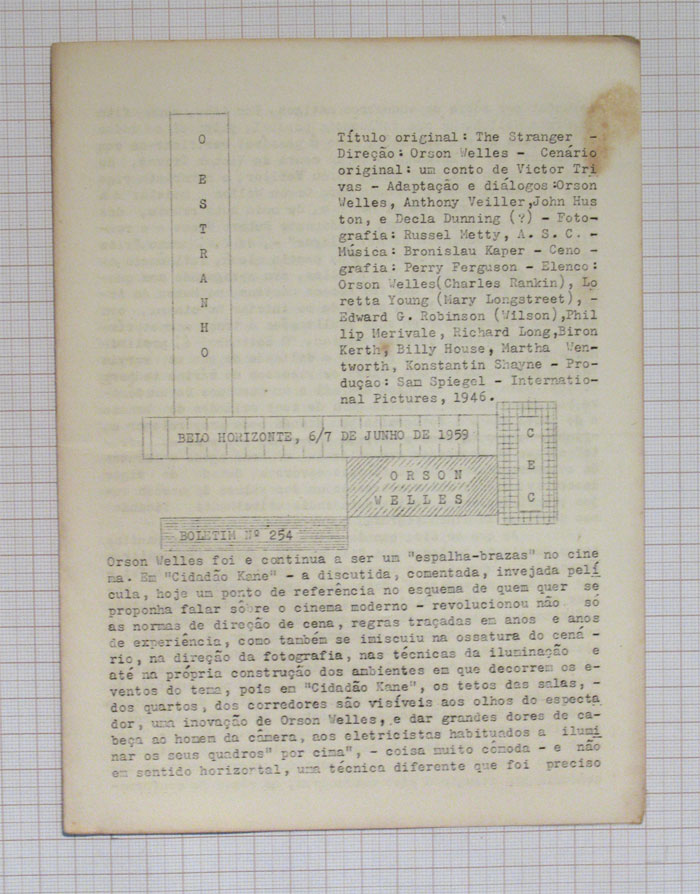 O
E
S
T
R
A
N
H
O
Título original: The Stranger -
Direção: Orson Welles - Cenário
original: um conto de Victor Tri
vas - Adaptação e diálogos :Orson
Welles, Anthony Veiller,John Hus
ton, e Decla Dunning (?) - Foto-
grafia: Russel Metty, A. S. C. -
Música: Bronislau Kaper - Ceno -
grafia: Perry Ferguson - Elenco:
Orson Welles(Charles Rankin), Lo
retta Young (Mary Longstreet), -
Edward G. Robinson (Wilson),Phil
lip Merivale, Richard Long,Biron
Kerth, Billy House, Martha Wen-
tworth, Konstantin Shayne - Pro-
dução: Sam Spiegel - Internatio-
nal Pictures, 1946.
BELO HORIZONTE, 6/7 DE JUNHO DE 1959
C
E
C
ORSON
WELLES
BOLETIM Nº 254
Orson Welles foi e continua a ser um "espalha-brazas" no cine
ma. Em "Cidadão Kane" - a discutida, comentada, invejada pelí
cula, hoje um ponto de referência no esquema de quem quer se
proponha falar sôbre o cinema moderno - revolucionou não só
as normas de direção de cena, regras traçadas em anos e anos
de experiência, como também se imiscuiu na ossatura do cená -
rio, na direção da fotografia, nas técnicas da iluminação e
até na própria construção dos ambientes em que decorrem os e-
ventos do tema, pois em "Cidadão Kane", os tetos das salas, -
dos quartos, dos corredores são visíveis aos olhos do especta
dor, uma inovação de Orson Welles, e dar grandes dores de ca-
beça ao homem da câmera, aos eletricistas habituados a ilumi
nar os seus quadros" por cima", - coisa muito cômoda - e não
em sentido horizortal, uma técnica diferente que foi preciso